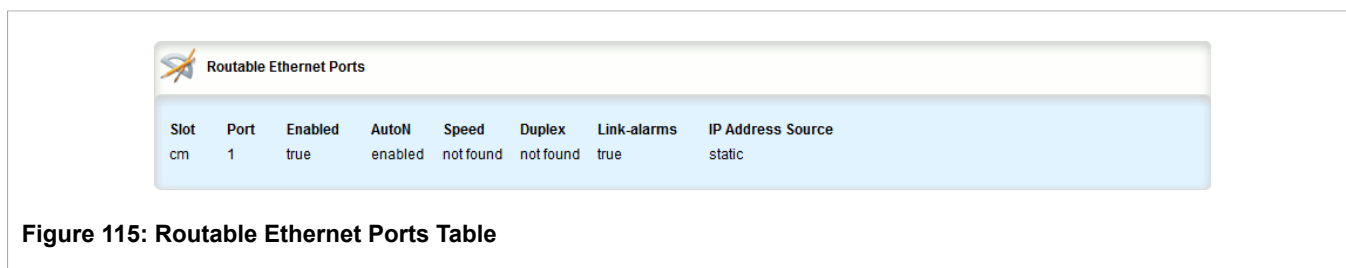 Routable Ethernet Ports
Slot Port Enabled AutoN Speed Duplex Link-alarms IP Address Source
cm 1 true enabled not found not found true static
Figure 115: Routable Ethernet Ports Table